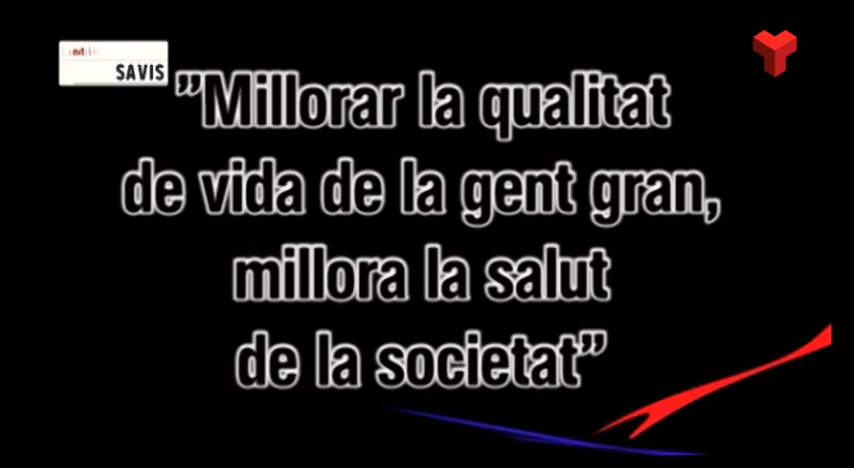 SAVIS
"Millorar la qualitat
de vida de la gent gran,
millora la salut
de la societat"